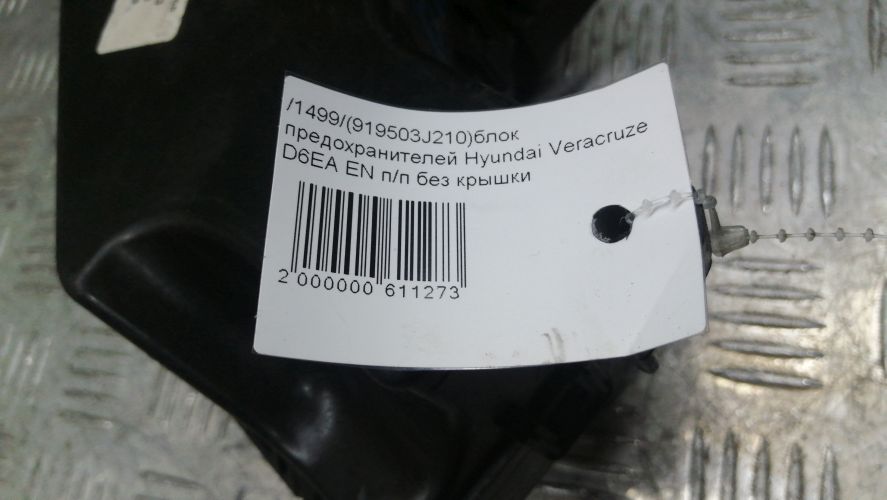 /1499/(919503J210)блок
предохранителей Hyundai Veracruze
D6EA EN п/п без крышки
2 000000 611273